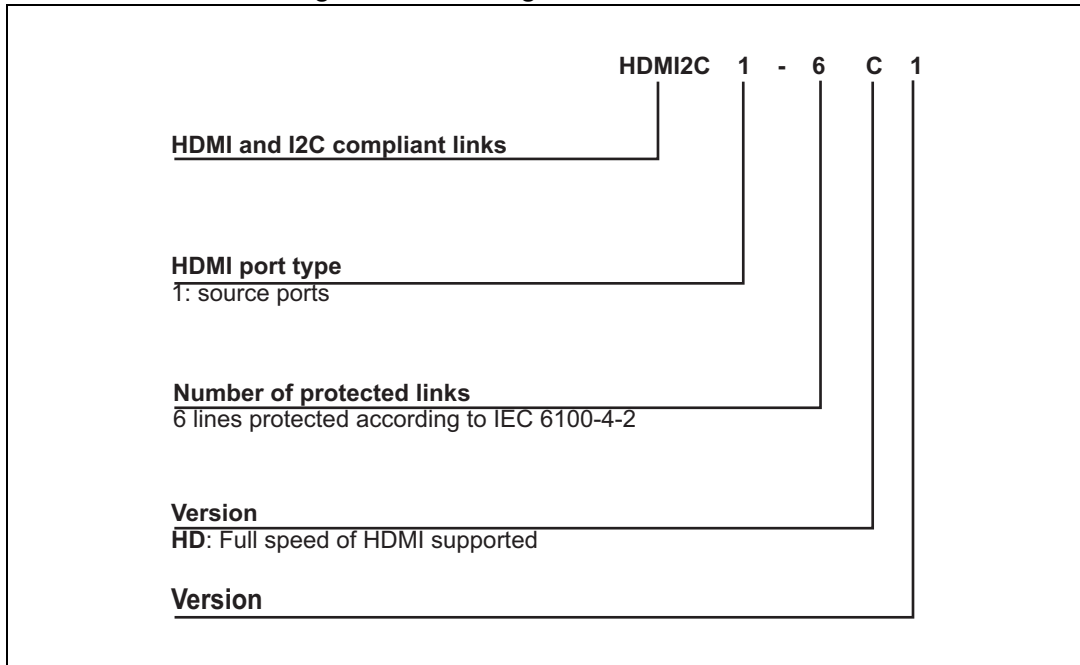 HDMI2C 1 - 6 C 1
HDMI and I2C compliant links
HDMI port type
1: source ports
Number of protected links
6 lines protected according to IEC 6100-4-2
Version
HD: Full speed of HDMI supported
Version